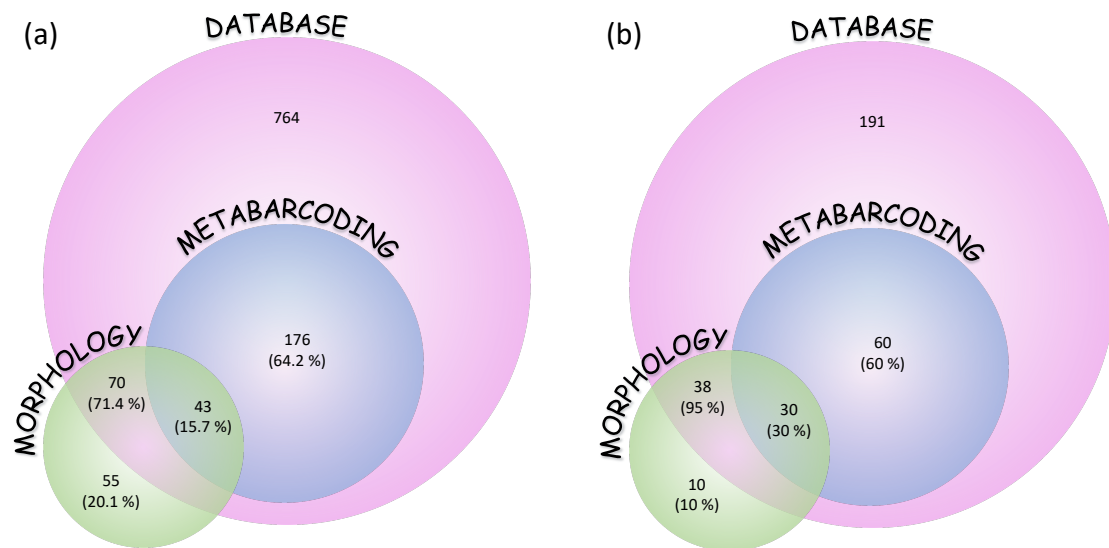 (a)
DATABASE
764
METABARCODING
176
(64.2 %)
MORPHOLOGY
70
(71.4 %)
43
(15.7 %)
55
(20.1 %)
(b)
DATABASE
191
METABARCODING
60
(60 %)
MORPHOLOGY
38
(95 %)
30
(30 %)
10
(10 %)